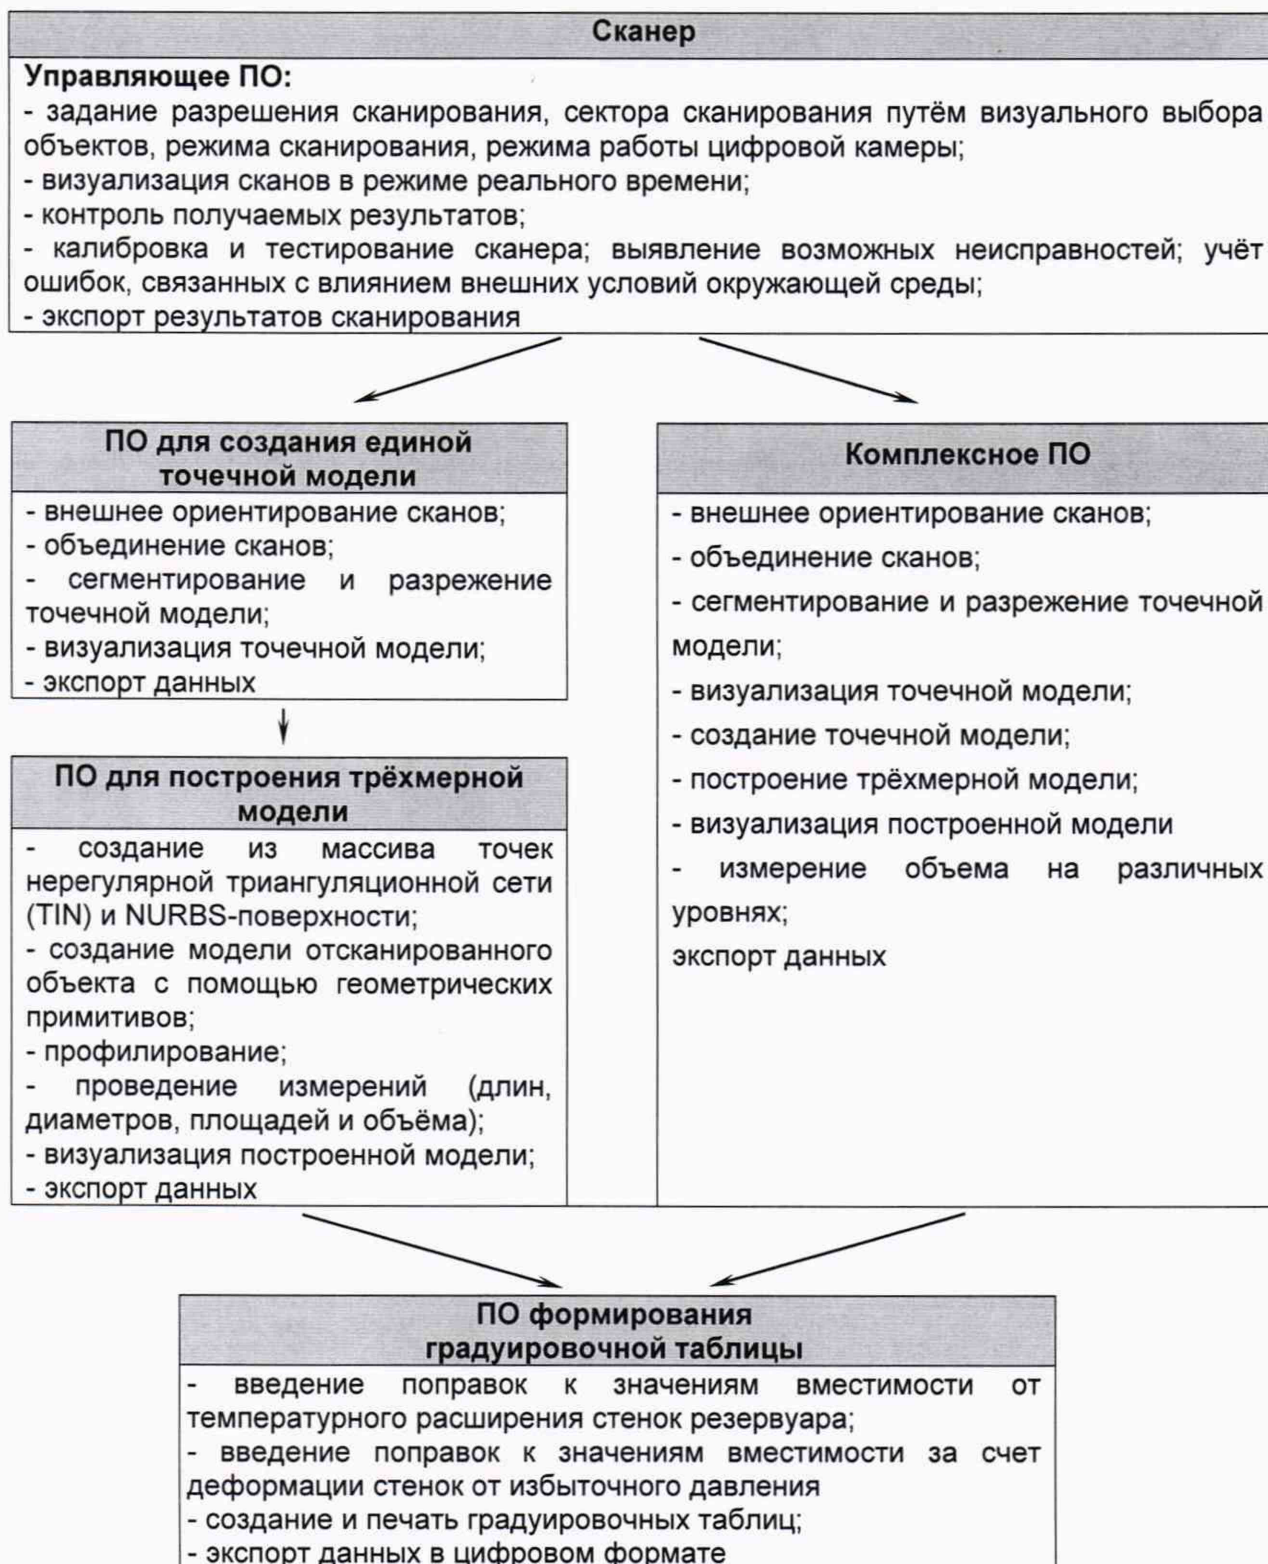 Сканер
Управляющее ПО:
- задание разрешения сканирования, сектора сканирования путём визуального выбора
объектов, режима сканирования, режима работы цифровой камеры;
- визуализация сканов в режиме реального времени;
- контроль получаемых результатов;
- калибровка и тестирование сканера; выявление возможных неисправностей; учёт
ошибок, связанных с влиянием внешних условий окружающей среды;
- экспорт результатов сканирования
ПО для создания единой
точечной модели
- внешнее ориентирование сканов;
- объединение сканов;
- сегментирование и разрежение
точечной модели;
- визуализация точечной модели;
- экспорт данных
ПО для построения трёхмерной
модели
- создание из массива точек
нерегулярной триангуляционной сети
(TIN) и NURBS-поверхности;
- создание модели отсканированного
объекта с помощью геометрических
примитивов;
- профилирование;
- проведение измерений (длин,
диаметров, площадей и объёма);
- визуализация построенной модели;
- экспорт данных
Комплексное ПО
- внешнее ориентирование сканов;
- объединение сканов;
- сегментирование и разрежение точечной
модели;
- визуализация точечной модели;
- создание точечной модели;
- построение трёхмерной модели;
- визуализация построенной модели
- измерение объема на различных
уровнях;
экспорт данных
ПО формирования
градуировочной таблицы
- введение поправок к значениям вместимости от
температурного расширения стенок резервуара;
- введение поправок к значениям вместимости за счет
деформации стенок от избыточного давления
- создание и печать градуировочных таблиц;
- экспорт данных в цифровом формате